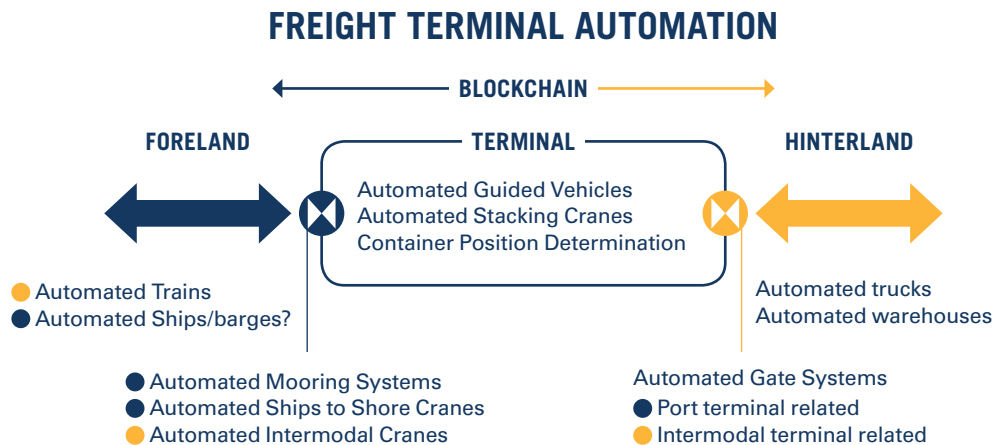 FREIGHT TERMINAL AUTOMATION
BLOCKCHAIN
FORELAND
TERMINAL
HINTERLAND
Automated Guided Vehicles
Automated Stacking Cranes
Container Position Determination
Automated Trains
Automated Ships/barges?
Automated trucks
Automated warehouses
Automated Mooring Systems
Automated Ships to Shore Cranes
Automated Intermodal Cranes
Automated Gate Systems
Port terminal related
Intermodal terminal related